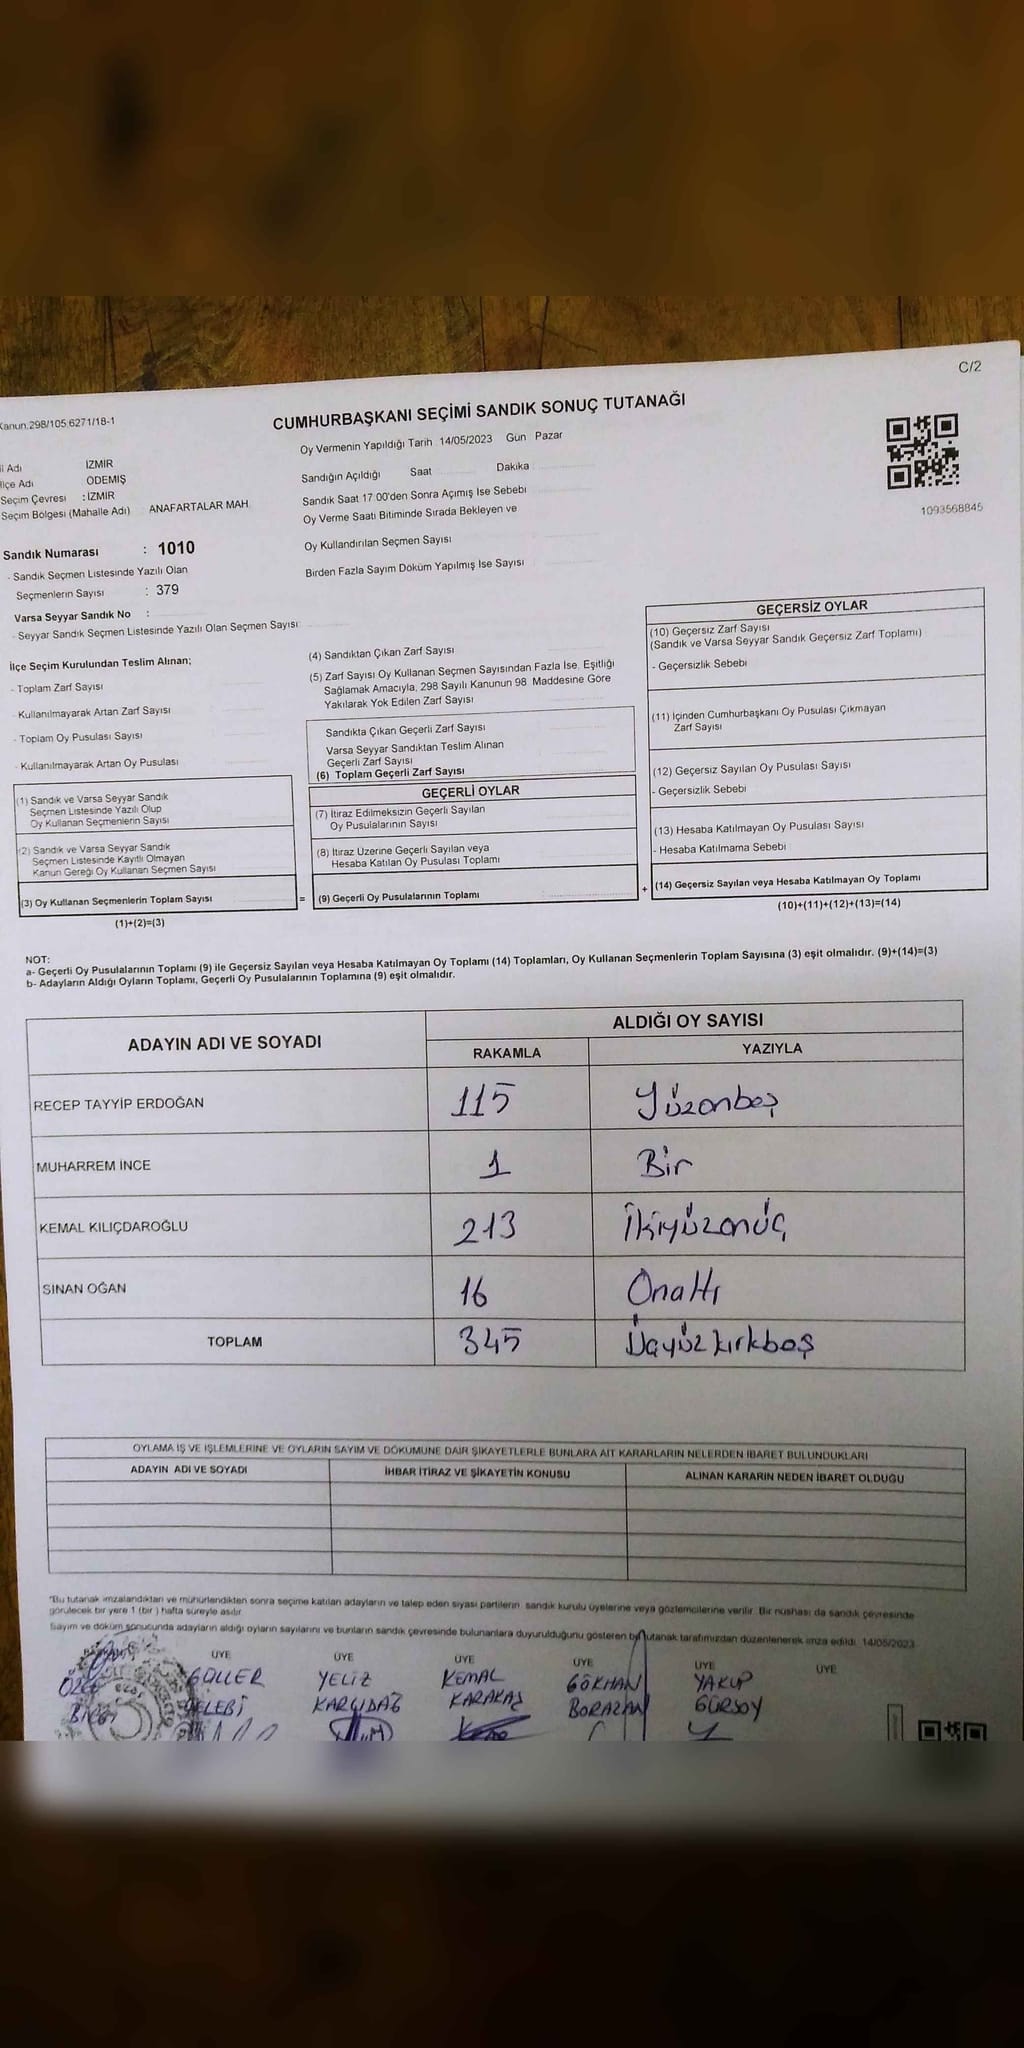 C/2
Kanun.298/105;6271/18-1
CUMHURBAŞKANI SEÇİMİ SANDIK SONUÇ TUTANAĞI
Oy Vermenin Yapıldığı Tarih 14/05/2023 Gün Pazar
İl Adı İZMİR
İlçe Adı ÖDEMİŞ
Seçim Çevresi : İZMİR
Seçim Bölgesi (Mahalle Adı) ANAFARTALAR MAH.
Sandığın Açıldığı Saat Dakika
Sandık Saat 17:00'den Sonra Açımış İse Sebebi
Oy Verme Saati Bitiminde Sırada Bekleyen ve
Oy Kullandırılan Seçmen Sayısı
Birden Fazla Sayım Döküm Yapılmış İse Sayısı
1093568845
Sandık Numarası : 1010
- Sandık Seçmen Listesinde Yazılı Olan
Seçmenlerin Sayısı : 379
Varsa Seyyar Sandık No :
- Seyyar Sandık Seçmen Listesinde Yazılı Olan Seçmen Sayısı
İlçe Seçim Kurulundan Teslim Alınan;
- Toplam Zarf Sayısı
- Kullanılmayarak Artan Zarf Sayısı
- Toplam Oy Pusulası Sayısı
- Kullanılmayarak Artan Oy Pusulası
(1) Sandık ve Varsa Seyyar Sandık
Seçmen Listesinde Yazılı Olup
Oy Kullanan Seçmenlerin Sayısı
(2) Sandık ve Varsa Seyyar Sandık
Seçmen Listesinde Kayıtlı Olmayan
Kanun Gereği Oy Kullanan Seçmen Sayısı
(3) Oy Kullanan Seçmenlerin Toplam Sayısı
(1)+(2)=(3)
(4) Sandıktan Çıkan Zarf Sayısı
(5) Zarf Sayısı Oy Kullanan Seçmen Sayısından Fazla İse, Eşitliği
Sağlamak Amacıyla, 298 Sayılı Kanunun 98. Maddesine Göre
Yakılarak Yok Edilen Zarf Sayısı
Sandıkta Çıkan Geçerli Zarf Sayısı
Varsa Seyyar Sandıktan Teslim Alınan
Geçerli Zarf Sayısı
(6) Toplam Geçerli Zarf Sayısı
GEÇERLİ OYLAR
(7) İtiraz Edilmeksizin Geçerli Sayılan
Oy Pusulalarının Sayısı
(8) İtiraz Üzerine Geçerli Sayılan veya
Hesaba Katılan Oy Pusulası Toplamı
=
(9) Geçerli Oy Pusulalarının Toplamı
+
GEÇERSİZ OYLAR
(10) Geçersiz Zarf Sayısı
(Sandık ve Varsa Seyyar Sandık Geçersiz Zarf Toplamı)
- Geçersizlik Sebebi
(11) İçinden Cumhurbaşkanı Oy Pusulası Çıkmayan
Zarf Sayısı
(12) Geçersiz Sayılan Oy Pusulası Sayısı
- Geçersizlik Sebebi
(13) Hesaba Katılmayan Oy Pusulası Sayısı
- Hesaba Katılmama Sebebi
(14) Geçersiz Sayılan veya Hesaba Katılmayan Oy Toplamı
(10)+(11)+(12)+(13)=(14)
NOT:
a- Geçerli Oy Pusulalarının Toplamı (9) ile Geçersiz Sayılan veya Hesaba Katılmayan Oy Toplamı (14) Toplamları, Oy Kullanan Seçmenlerin Toplam Sayısına (3) eşit olmalıdır. (9)+(14)=(3)
b- Adayların Aldığı Oyların Toplamı, Geçerli Oy Pusulalarının Toplamına (9) eşit olmalıdır.
ADAYIN ADI VE SOYADI ALDIĞI OY SAYISI
RAKAMLA YAZIYLA
RECEP TAYYİP ERDOĞAN 115 Yüzonbeş
MUHARREM İNCE 1 Bir
KEMAL KILIÇDAROĞLU 213 İkiyüzonüç
SİNAN OĞAN 16 Onaltı
TOPLAM 345 Üçyüzkırkbeş
OYLAMA İŞ VE İŞLEMLERİNE VE OYLARIN SAYIM VE DÖKÜMÜNE DAİR ŞİKAYETLERLE BUNLARA AİT KARARLARIN NELERDEN İBARET BULUNDUKLARI
ADAYIN ADI VE SOYADI İHBAR İTİRAZ VE ŞİKAYETİN KONUSU ALINAN KARARIN NEDEN İBARET OLDUĞU
*Bu tutanak imzalandıktan ve mühürlendikten sonra seçime katılan adayların ve talep eden siyasi partilerin sandık kurulu üyelerine veya gözlemcilerine verilir. Bir nüshası da sandık çevresinde
görülecek bir yere 1 (bir) hafta süreyle asılır.
Sayım ve döküm sonucunda adayların aldığı oyların sayılarını ve bunların sandık çevresinde bulunanlara duyurulduğunu gösteren bu tutanak tarafımızdan düzenlenerek imza edildi. 14/05/2023
ÜYE ÜYE ÜYE ÜYE ÜYE ÜYE
GÜLLER YELİZ KEMAL GÖKHAN YAKUP
KARÇIDAĞ KARAKAŞ BORAZAN GÜRSOY